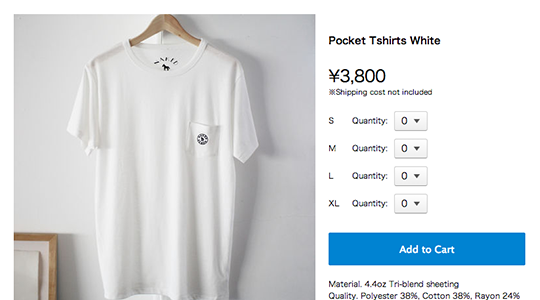 Pocket Tshirts White
¥3,800
※Shipping cost not included
S Quantity: 0
M Quantity: 0
L Quantity: 0
XL Quantity: 0
Add to Cart
Material. 4.4oz Tri-blend sheeting
Quality. Polyester 38%, Cotton 38%, Rayon 24%